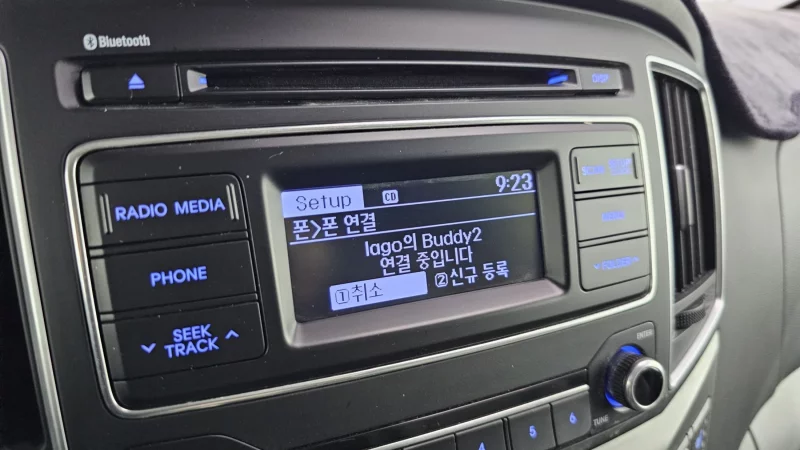 Bluetooth
DISP
RADIO MEDIA
PHONE
SEEK
TRACK
Setup CD 9:23
폰>폰 연결
Iago의 Buddy2
연결 중입니다
①취소 ②신규 등록
FOLDER
ENTER
TUNE
4 5 6